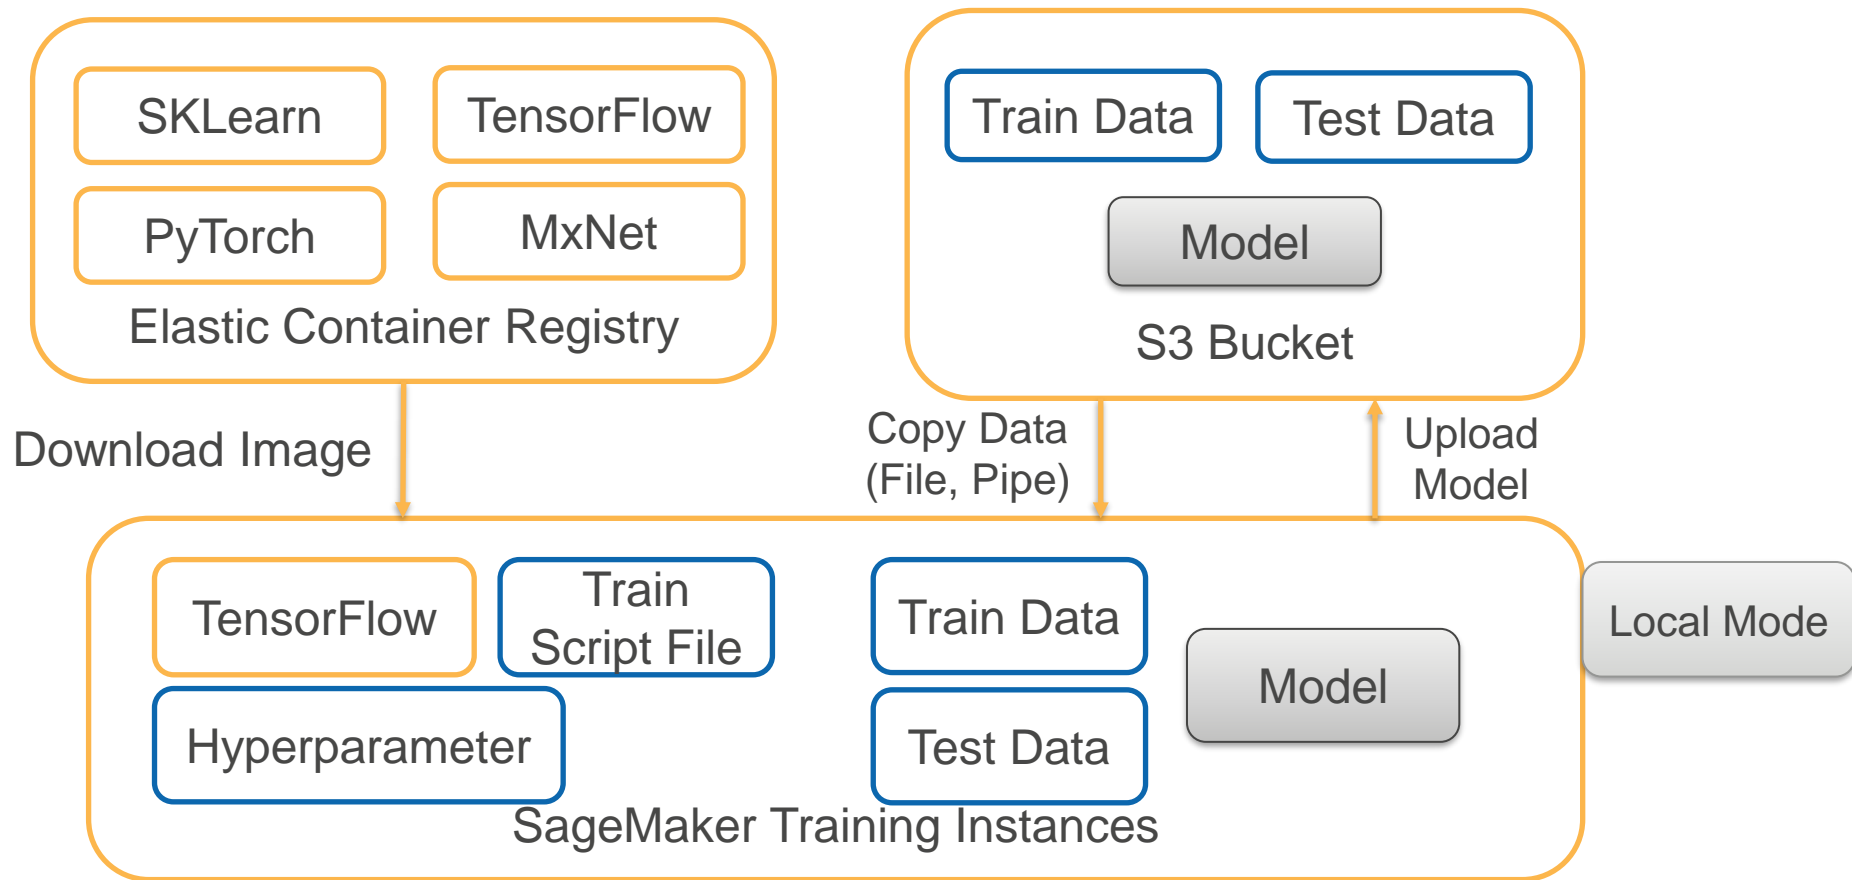 SKLearn
TensorFlow
PyTorch
MxNet
Elastic Container Registry
Train Data
Test Data
Model
S3 Bucket
Download Image
Copy Data
(File, Pipe)
Upload
Model
TensorFlow
Train
Script File
Hyperparameter
Train Data
Test Data
Model
SageMaker Training Instances
Local Mode